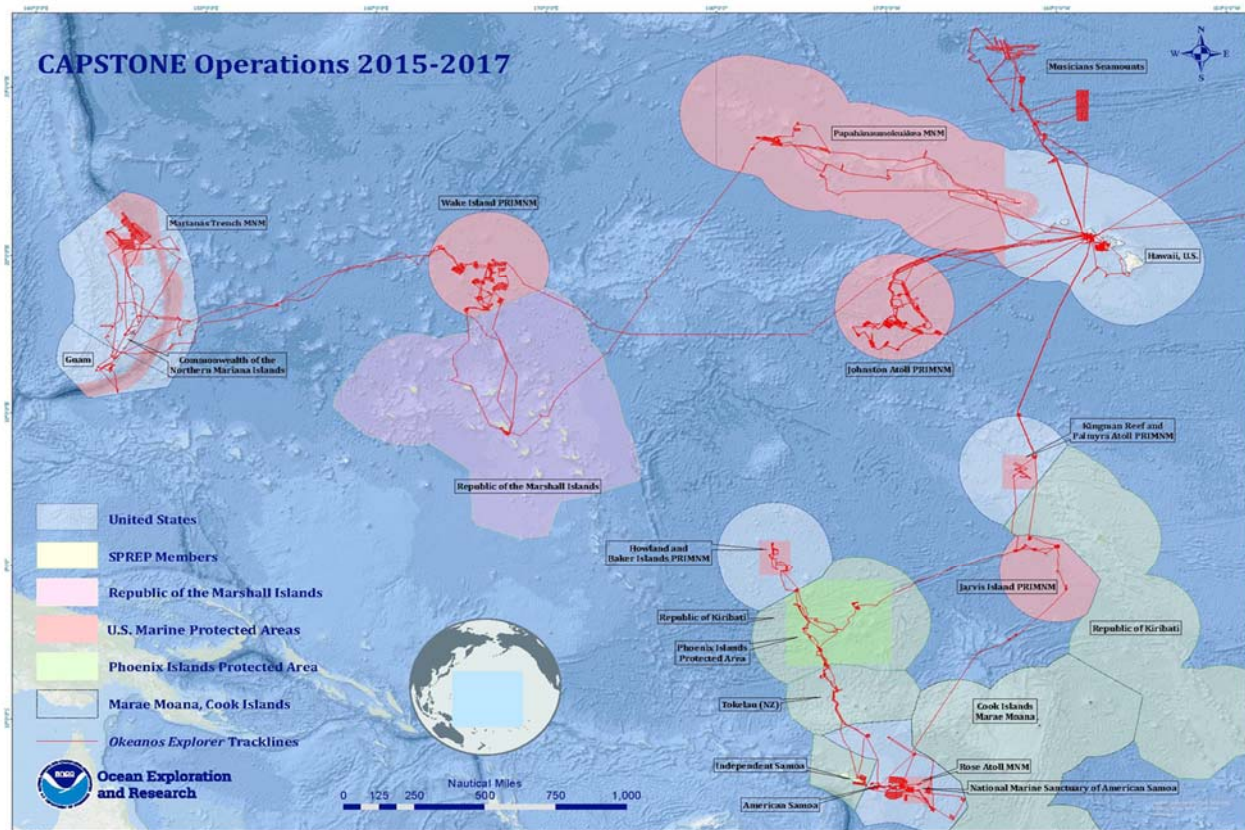 CAPSTONE Operations 2015-2017
N
W E
S
Musicians Seamounts
Papahānaumokuākea MNM
Wake Island PRIMNM
Marianas Trench MNM
Hawaii, U.S.
Guam
Commonwealth of the
Northern Mariana Islands
Johnston Atoll PRIMNM
Kingman Reef and
Palmyra Atoll PRIMNM
Republic of the Marshall Islands
Howland and
Baker Islands PRIMNM
Jarvis Island PRIMNM
Republic of Kiribati
Republic of Kiribati
Phoenix Islands
Protected Area
Tokelau (NZ)
Cook Islands
Marae Moana
Independent Samoa
Rose Atoll MNM
National Marine Sanctuary of American Samoa
American Samoa
United States
SPREP Members
Republic of the Marshall Islands
U.S. Marine Protected Areas
Phoenix Islands Protected Area
Marae Moana, Cook Islands
Okeanos Explorer Tracklines
NOAA
Ocean Exploration
and Research
Nautical Miles
0 125 250 500 750 1,000